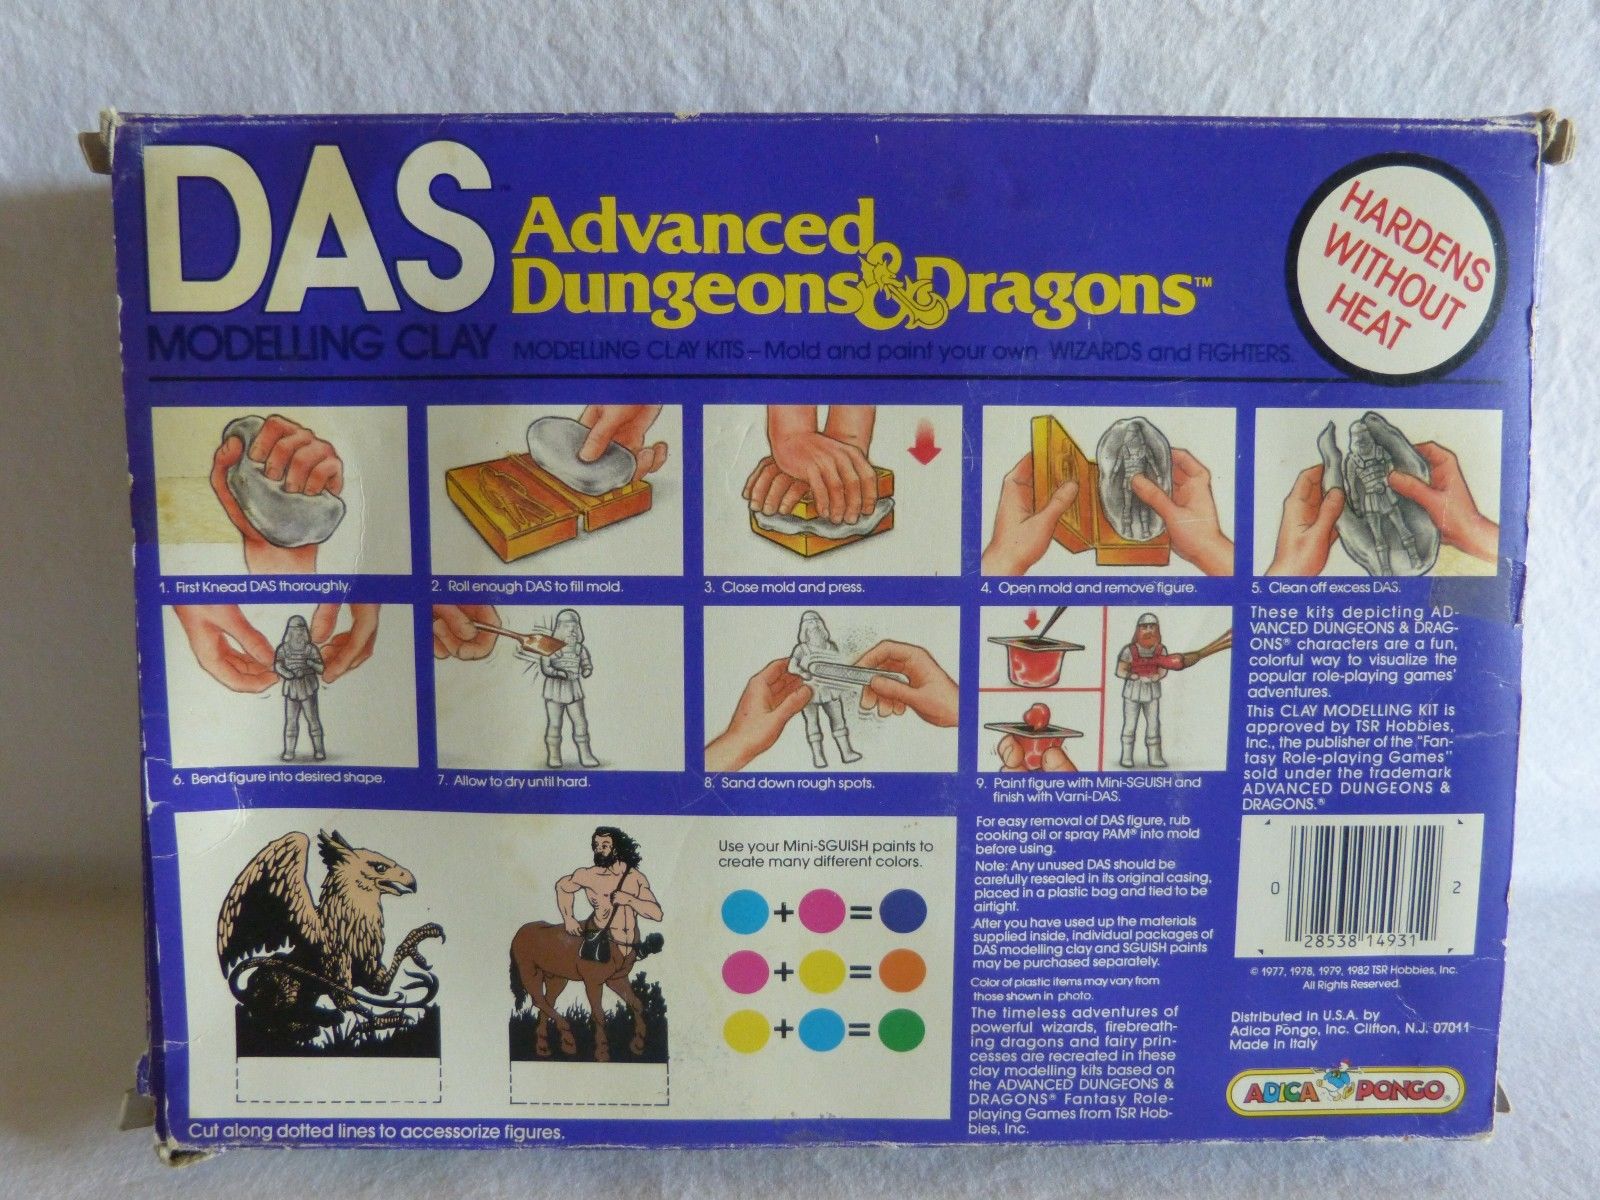 DAS™
MODELLING CLAY
Advanced
Dungeons & Dragons™
MODELLING CLAY KITS – Mold and paint your own WIZARDS and FIGHTERS.
HARDENS
WITHOUT
HEAT
1. First Knead DAS thoroughly.
2. Roll enough DAS to fill mold.
3. Close mold and press.
4. Open mold and remove figure.
5. Clean off excess DAS.
6. Bend figure into desired shape.
7. Allow to dry until hard.
8. Sand down rough spots.
9. Paint figure with Mini-SGUISH and
finish with Varni-DAS.
These kits depicting AD-
VANCED DUNGEONS & DRAG-
ONS® characters are a fun,
colorful way to visualize the
popular role-playing games'
adventures.
This CLAY MODELLING KIT is
approved by TSR Hobbies,
Inc., the publisher of the "Fan-
tasy Role-playing Games"
sold under the trademark
ADVANCED DUNGEONS &
DRAGONS.®
Use your Mini-SGUISH paints to
create many different colors.
+ =
+ =
+ =
Cut along dotted lines to accessorize figures.
For easy removal of DAS figure, rub
cooking oil or spray PAM® into mold
before using.
Note: Any unused DAS should be
carefully resealed in its original casing,
placed in a plastic bag and tied to be
airtight.
After you have used up the materials
supplied inside, individual packages of
DAS modelling clay and SGUISH paints
may be purchased separately.
Color of plastic items may vary from
those shown in photo.
The timeless adventures of
powerful wizards, firebreath-
ing dragons and fairy prin-
cesses are recreated in these
clay modelling kits based on
the ADVANCED DUNGEONS &
DRAGONS® Fantasy Role-
playing Games from TSR Hob-
bies, Inc.
0 28538 14931 2
© 1977, 1978, 1979, 1982 TSR Hobbies, Inc.
All Rights Reserved.
Distributed in U.S.A. by
Adica Pongo, Inc. Clifton, N.J. 07011
Made in Italy
ADICA PONGO®